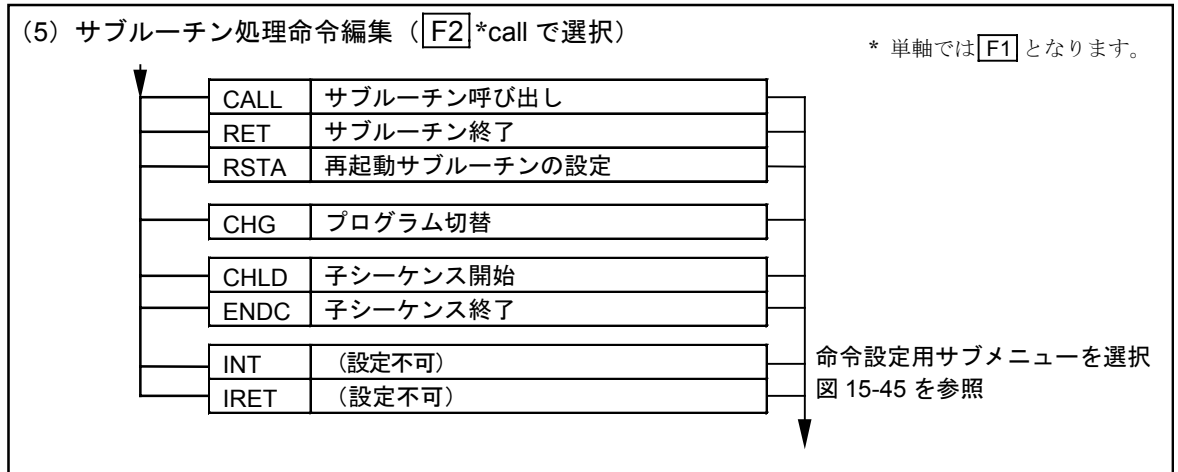 (5) サブルーチン処理命令編集（F2 *call で選択）
* 単軸ではF1となります。
CALL サブルーチン呼び出し
RET サブルーチン終了
RSTA 再起動サブルーチンの設定
CHG プログラム切替
CHLD 子シーケンス開始
ENDC 子シーケンス終了
INT （設定不可）
IRET （設定不可）
命令設定用サブメニューを選択
図 15-45 を参照